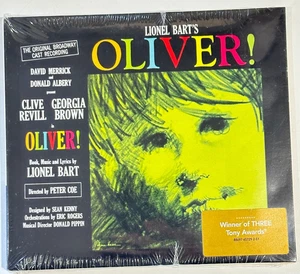 THE ORIGINAL BROADWAY
CAST RECORDING
LIONEL BART'S
OLIVER!
DAVID MERRICK
and
DONALD ALBERY
present
CLIVE GEORGIA
REVILL BROWN
in
OLIVER!
Book, Music and Lyrics by
LIONEL BART
Directed by PETER COE
Designed by SEAN KENNY
Orchestrations by ERIC ROGERS
Musical Director DONALD PIPPIN
Winner of THREE
Tony Awards